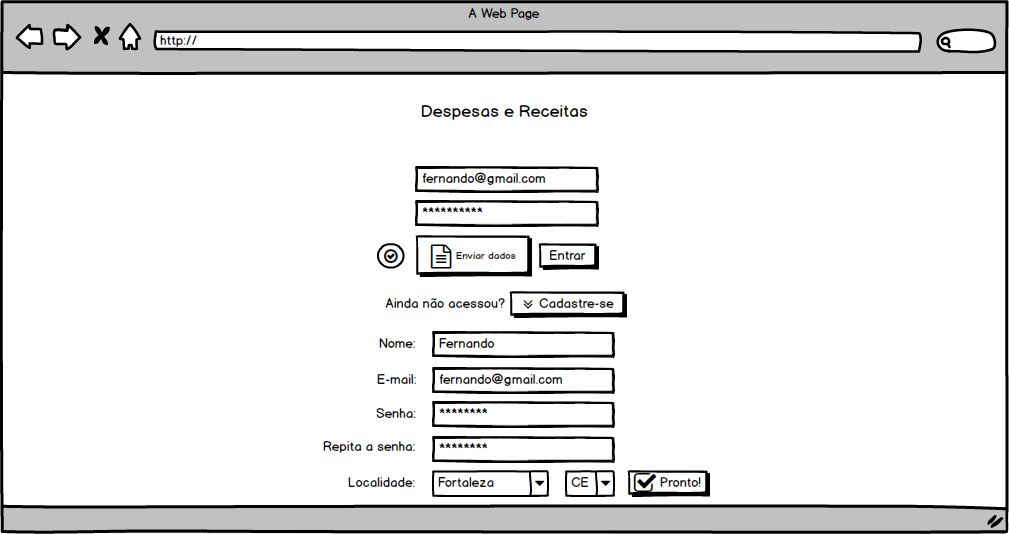 A Web Page
http://
Despesas e Receitas
fernando@gmail.com
**********
Enviar dados Entrar
Ainda não acessou? Cadastre-se
Nome: Fernando
E-mail: fernando@gmail.com
Senha: ********
Repita a senha: ********
Localidade: Fortaleza CE Pronto!